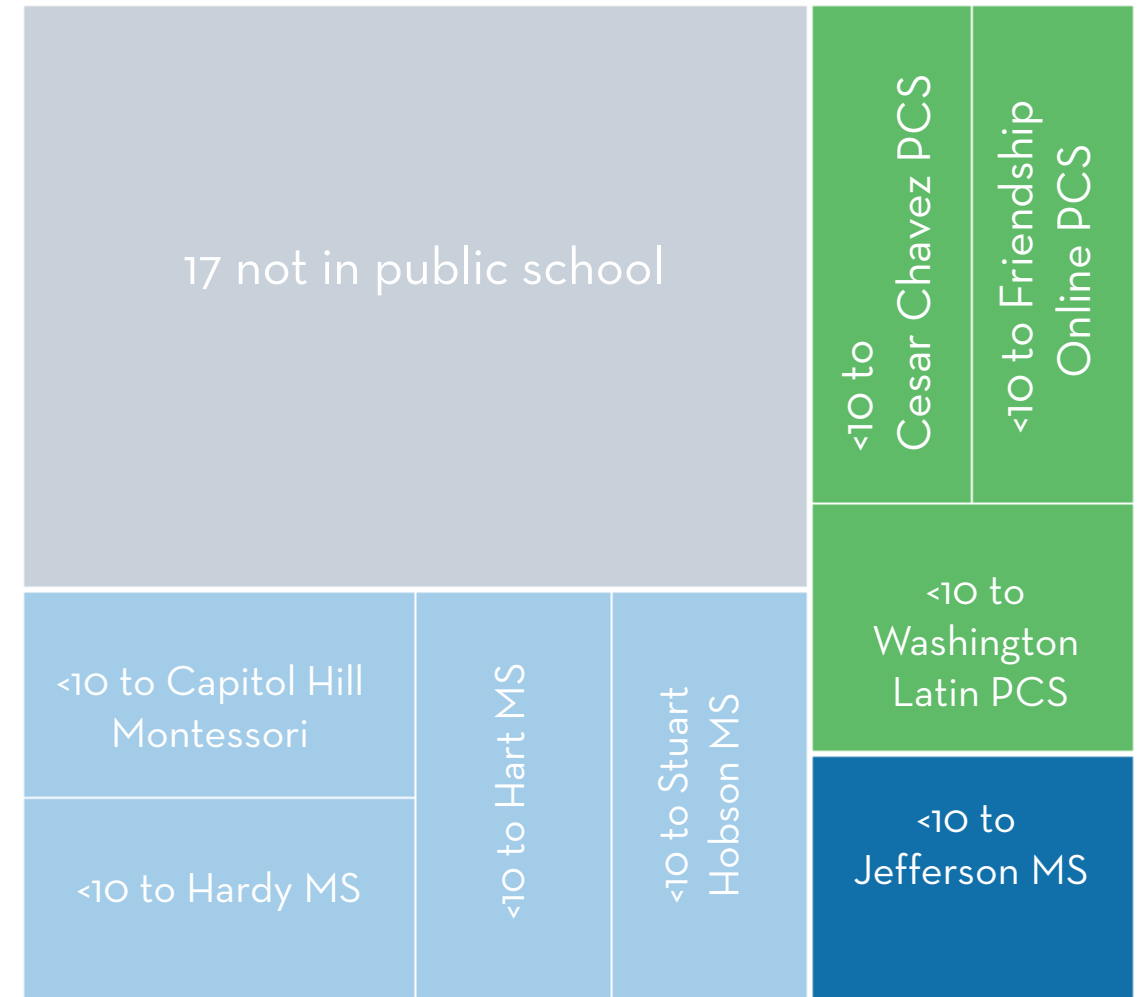 17 not in public school
<10 to
Cesar Chavez PCS
<10 to Friendship
Online PCS
<10 to
Washington
Latin PCS
<10 to Capitol Hill
Montessori
<10 to Hardy MS
<10 to Hart MS
<10 to Stuart
Hobson MS
<10 to
Jefferson MS